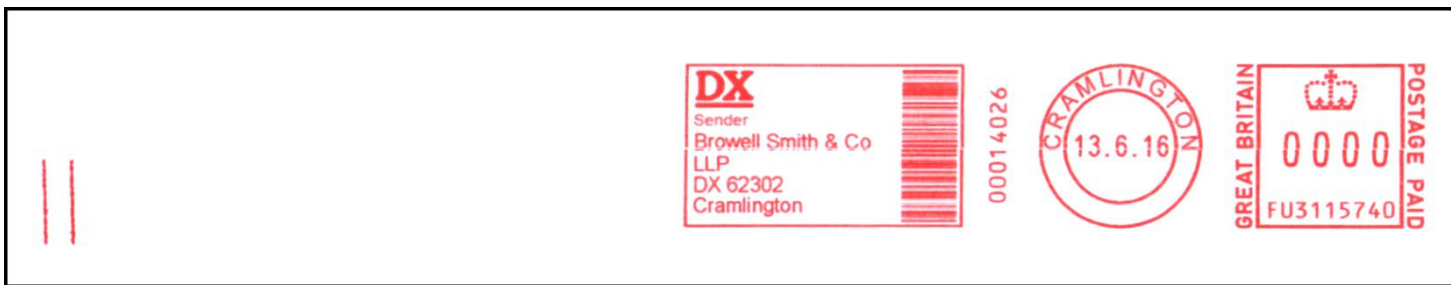 DX
Sender
Browell Smith & Co
LLP
DX 62302
Cramlington
00014026
CRAMLINGTON
13.6.16
GREAT BRITAIN
0000
FU3115740
POSTAGE PAID